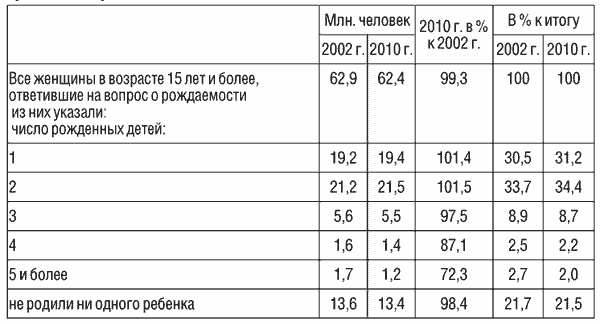 Млн. человек 2010 г. в % к 2002 г. В % к итогу
2002 г. 2010 г. 2002 г. 2010 г.
Все женщины в возрасте 15 лет и более, 62,9 62,4 99,3 100 100
ответившие на вопрос о рождаемости
из них указали:
число рожденных детей:
1 19,2 19,4 101,4 30,5 31,2
2 21,2 21,5 101,5 33,7 34,4
3 5,6 5,5 97,5 8,9 8,7
4 1,6 1,4 87,1 2,5 2,2
5 и более 1,7 1,2 72,3 2,7 2,0
не родили ни одного ребенка 13,6 13,4 98,4 21,7 21,5